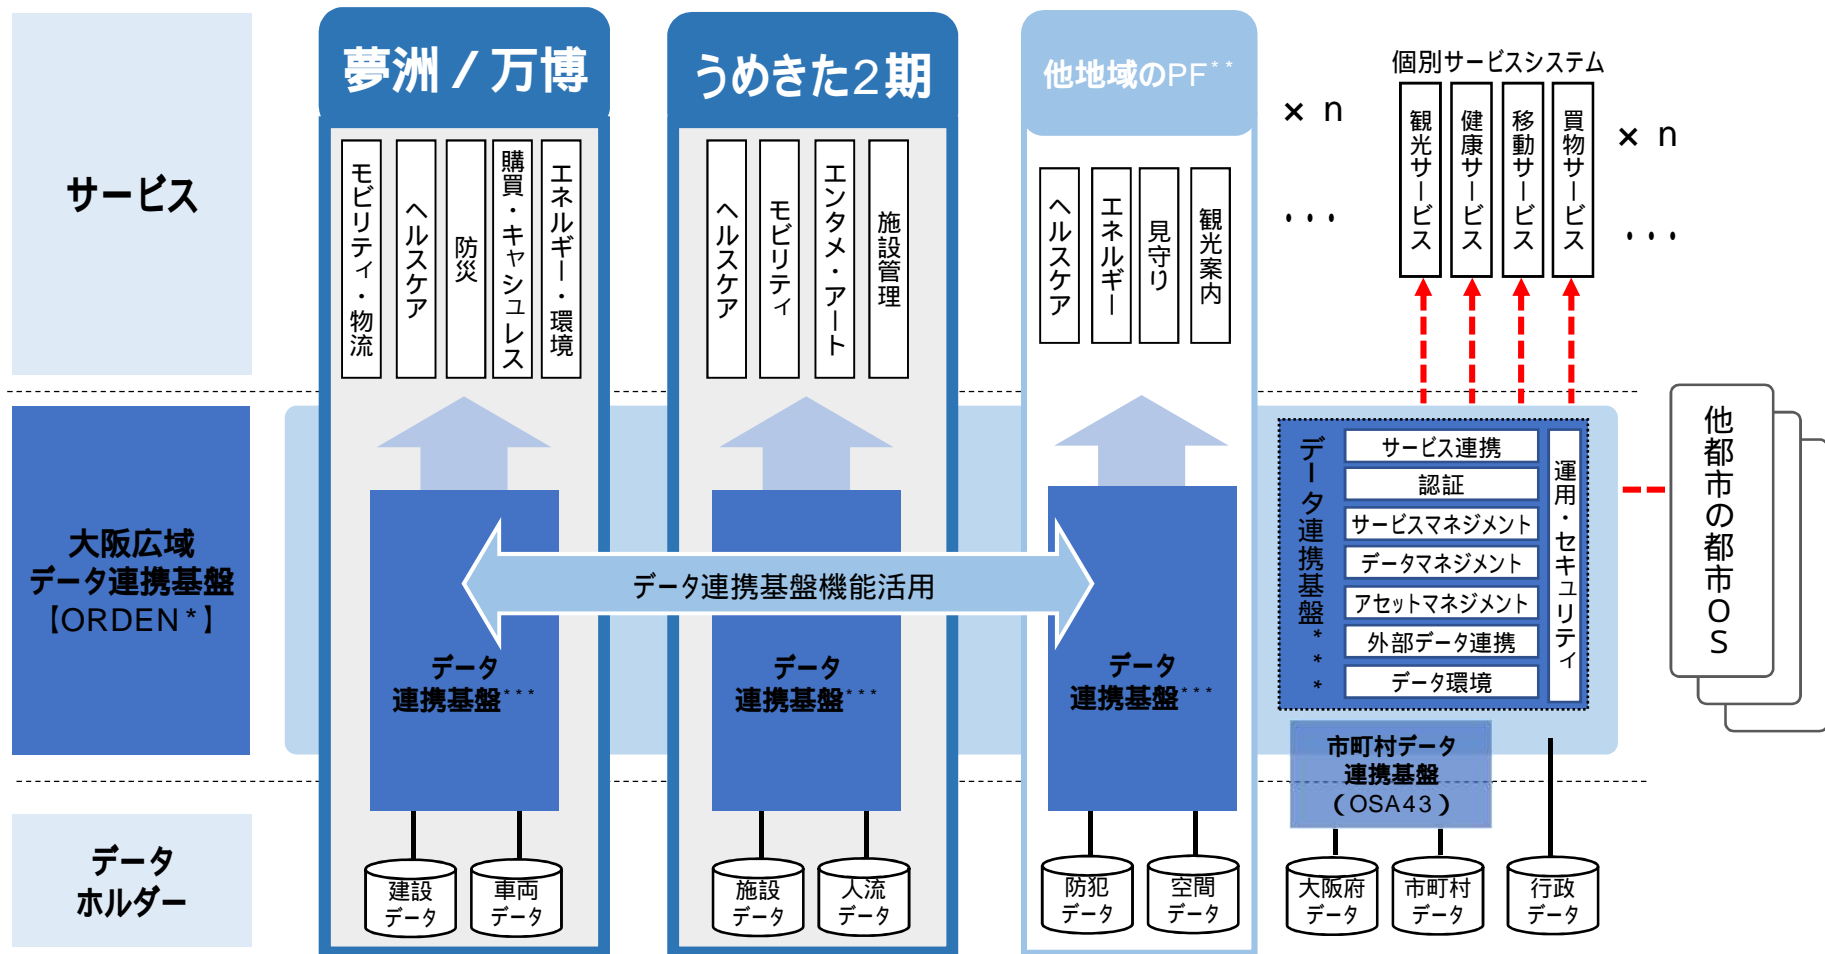 サービス
夢洲 / 万博
モビリティ・物流
ヘルスケア
防災
購買・キャシュレス
エネルギー・環境
うめきた2期
ヘルスケア
モビリティ
エンタメ・アート
施設管理
他地域のPF**
ヘルスケア
エネルギー
見守り
観光案内
× n
・・・
個別サービスシステム
観光サービス
健康サービス
移動サービス
買物サービス
× n
・・・
大阪広域
データ連携基盤
【ORDEN*】
データ連携基盤機能活用
データ
連携基盤***
データ
連携基盤***
データ
連携基盤***
データ連携基盤***
サービス連携
認証
サービスマネジメント
データマネジメント
アセットマネジメント
外部データ連携
データ環境
運用・セキュリティ
他都市の都市OS
市町村データ
連携基盤
(OSA43)
データ
ホルダー
建設
データ
車両
データ
施設
データ
人流
データ
防犯
データ
空間
データ
大阪府
データ
市町村
データ
行政
データ